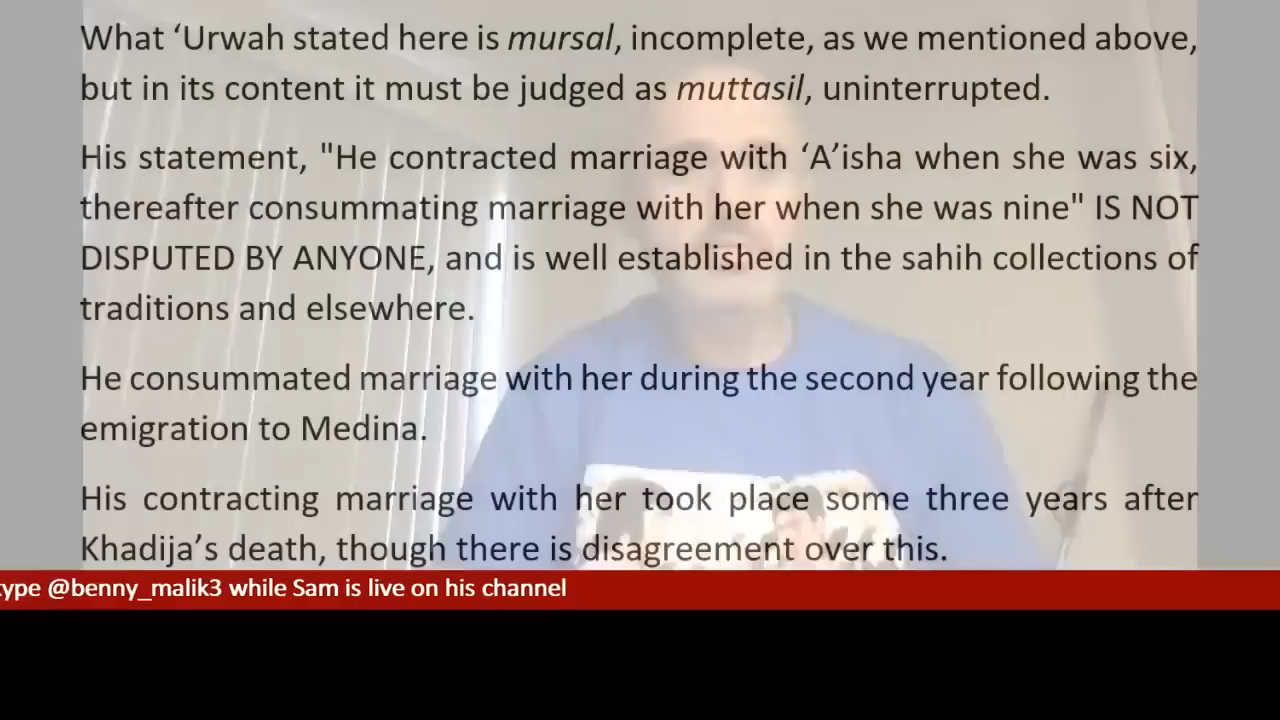 What ‘Urwah stated here is mursal, incomplete, as we mentioned above,
but in its content it must be judged as muttasil, uninterrupted.
His statement, "He contracted marriage with ‘A’isha when she was six,
thereafter consummating marriage with her when she was nine" IS NOT
DISPUTED BY ANYONE, and is well established in the sahih collections of
traditions and elsewhere.
He consummated marriage with her during the second year following the
emigration to Medina.
His contracting marriage with her took place some three years after
Khadija’s death, though there is disagreement over this.
ype @benny_malik3 while Sam is live on his channel